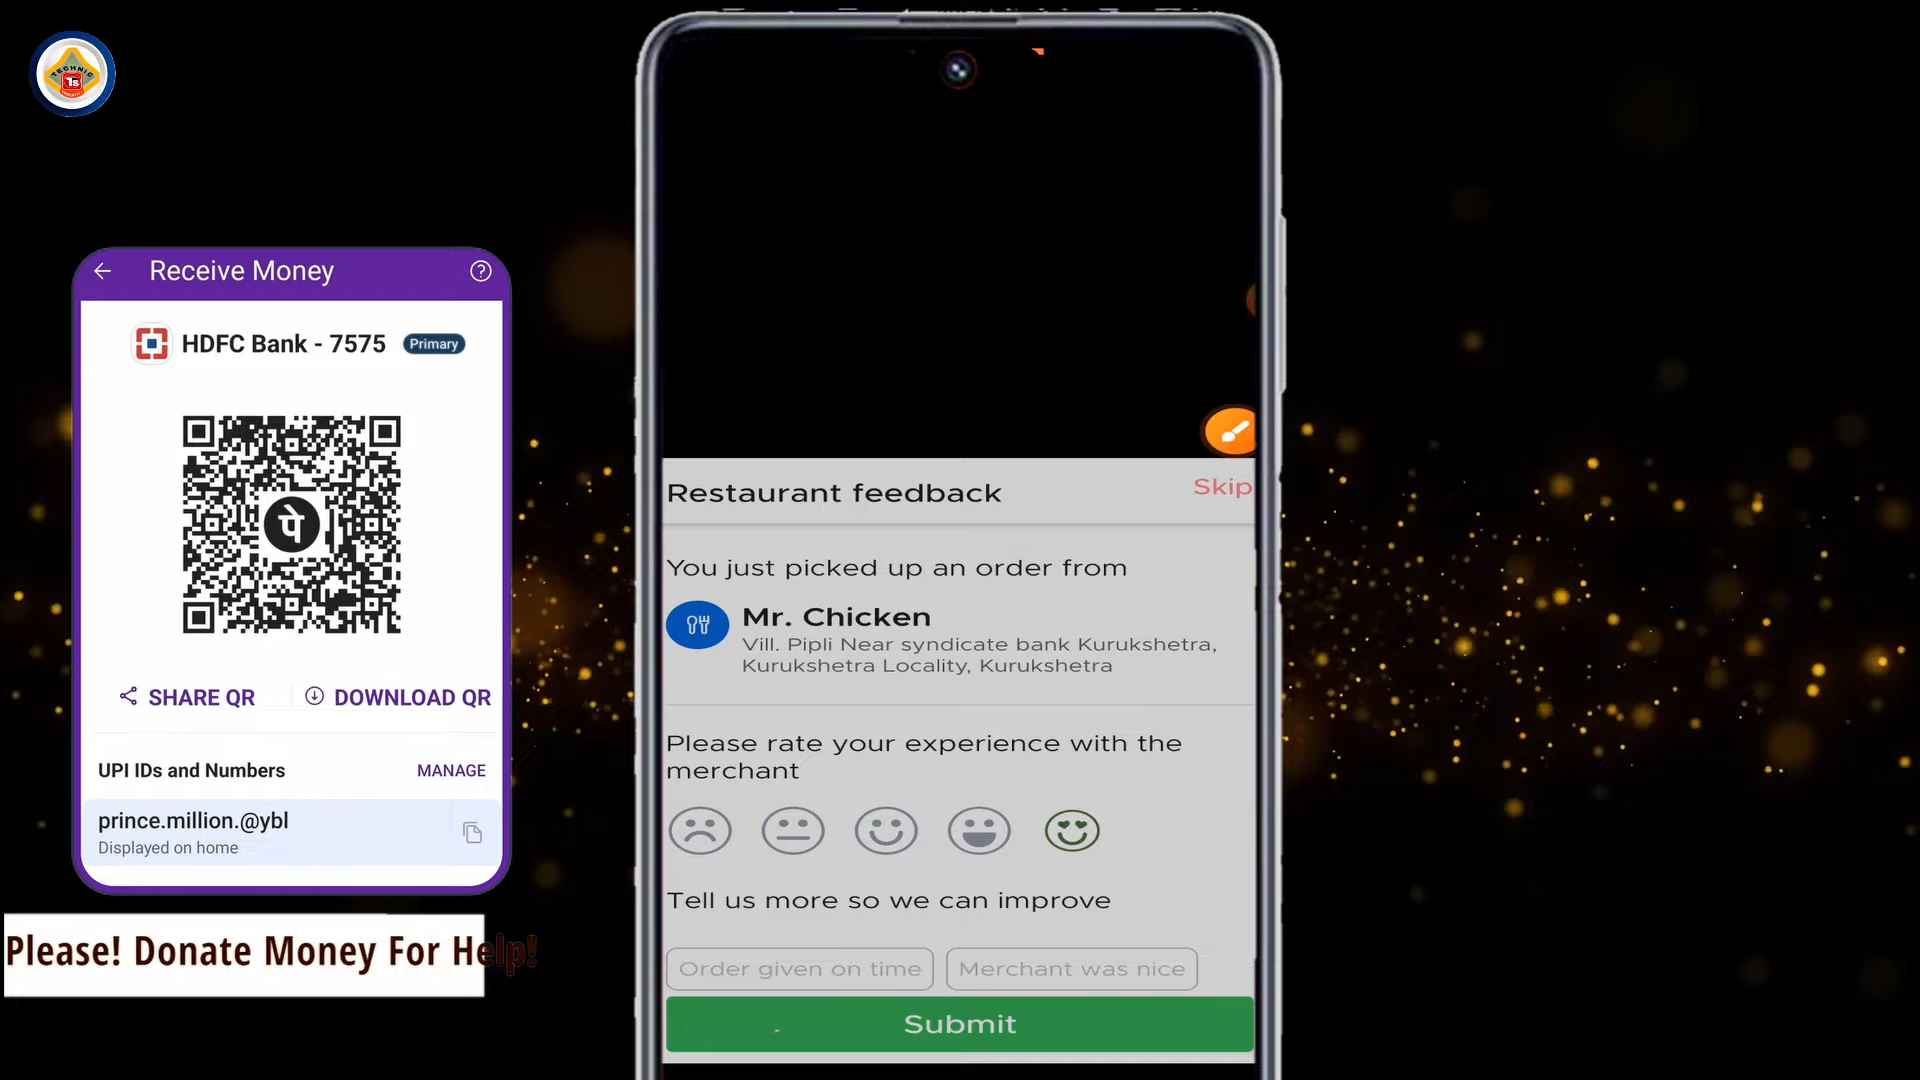 TECHNIC
Ts
Receive Money
HDFC Bank - 7575 Primary
पे
SHARE QR
DOWNLOAD QR
UPI IDs and Numbers
MANAGE
prince.million.@ybl
Displayed on home
Please! Donate Money For Help!
Restaurant feedback
Skip
You just picked up an order from
Mr. Chicken
Vill. Pipli Near syndicate bank Kurukshetra,
Kurukshetra Locality, Kurukshetra
Please rate your experience with the
merchant
Tell us more so we can improve
Order given on time
Merchant was nice
Submit